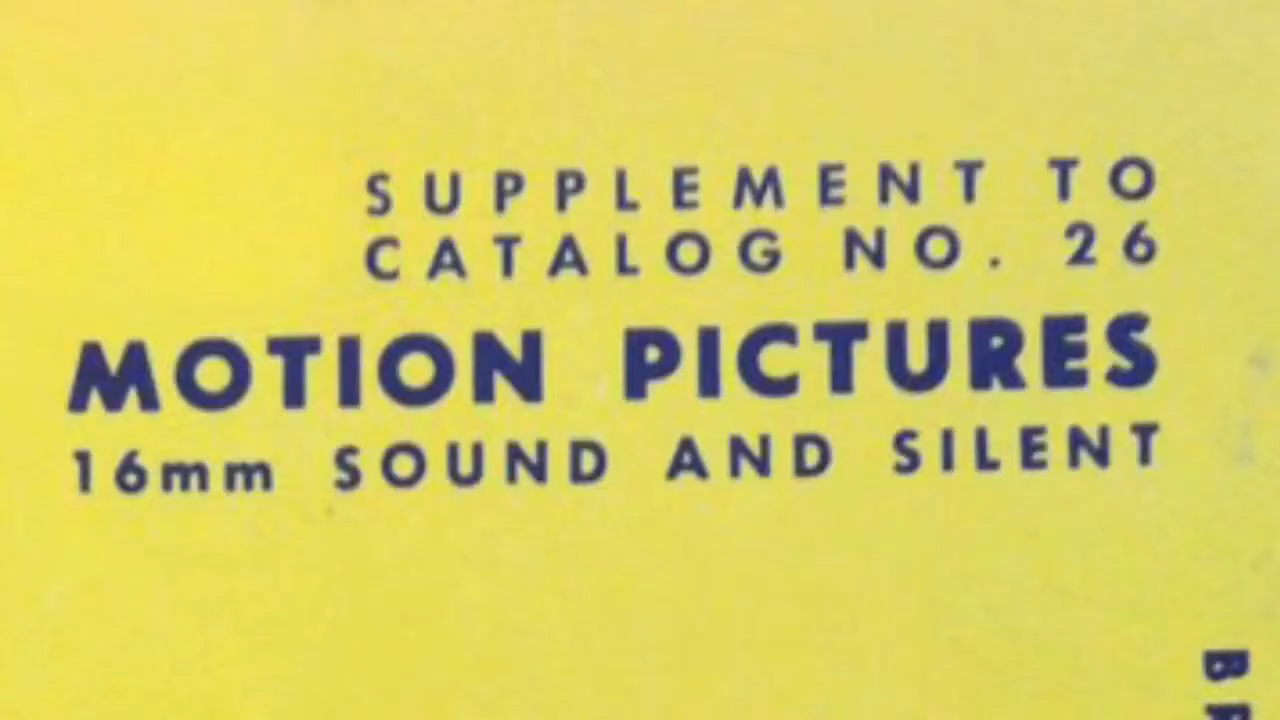 SUPPLEMENT TO
CATALOG NO. 26
MOTION PICTURES
16mm SOUND AND SILENT